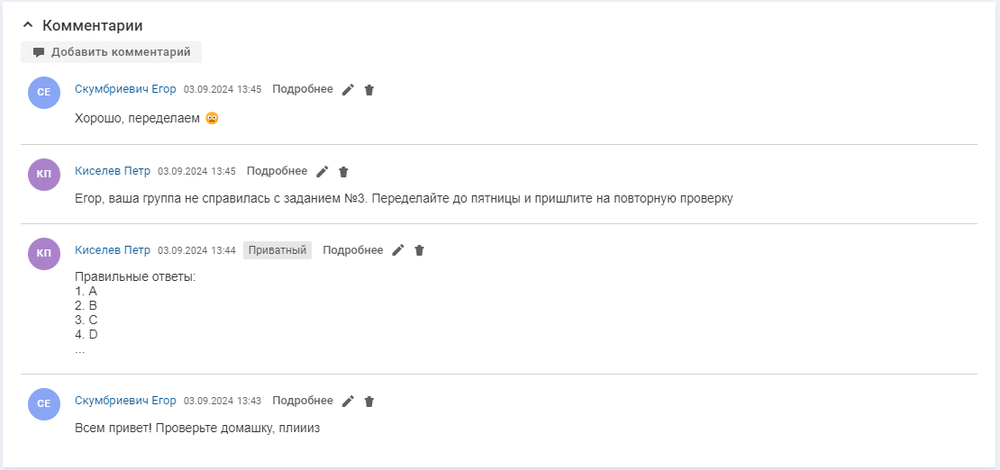 Комментарии
Добавить комментарий
СЕ Скумбриевич Егор 03.09.2024 13:45 Подробнее
Хорошо, переделаем 😳
КП Киселев Петр 03.09.2024 13:45 Подробнее
Егор, ваша группа не справилась с заданием №3. Переделайте до пятницы и пришлите на повторную проверку
КП Киселев Петр 03.09.2024 13:44 Приватный Подробнее
Правильные ответы:
1. A
2. B
3. C
4. D
...
СЕ Скумбриевич Егор 03.09.2024 13:43 Подробнее
Всем привет! Проверьте домашку, плиииз